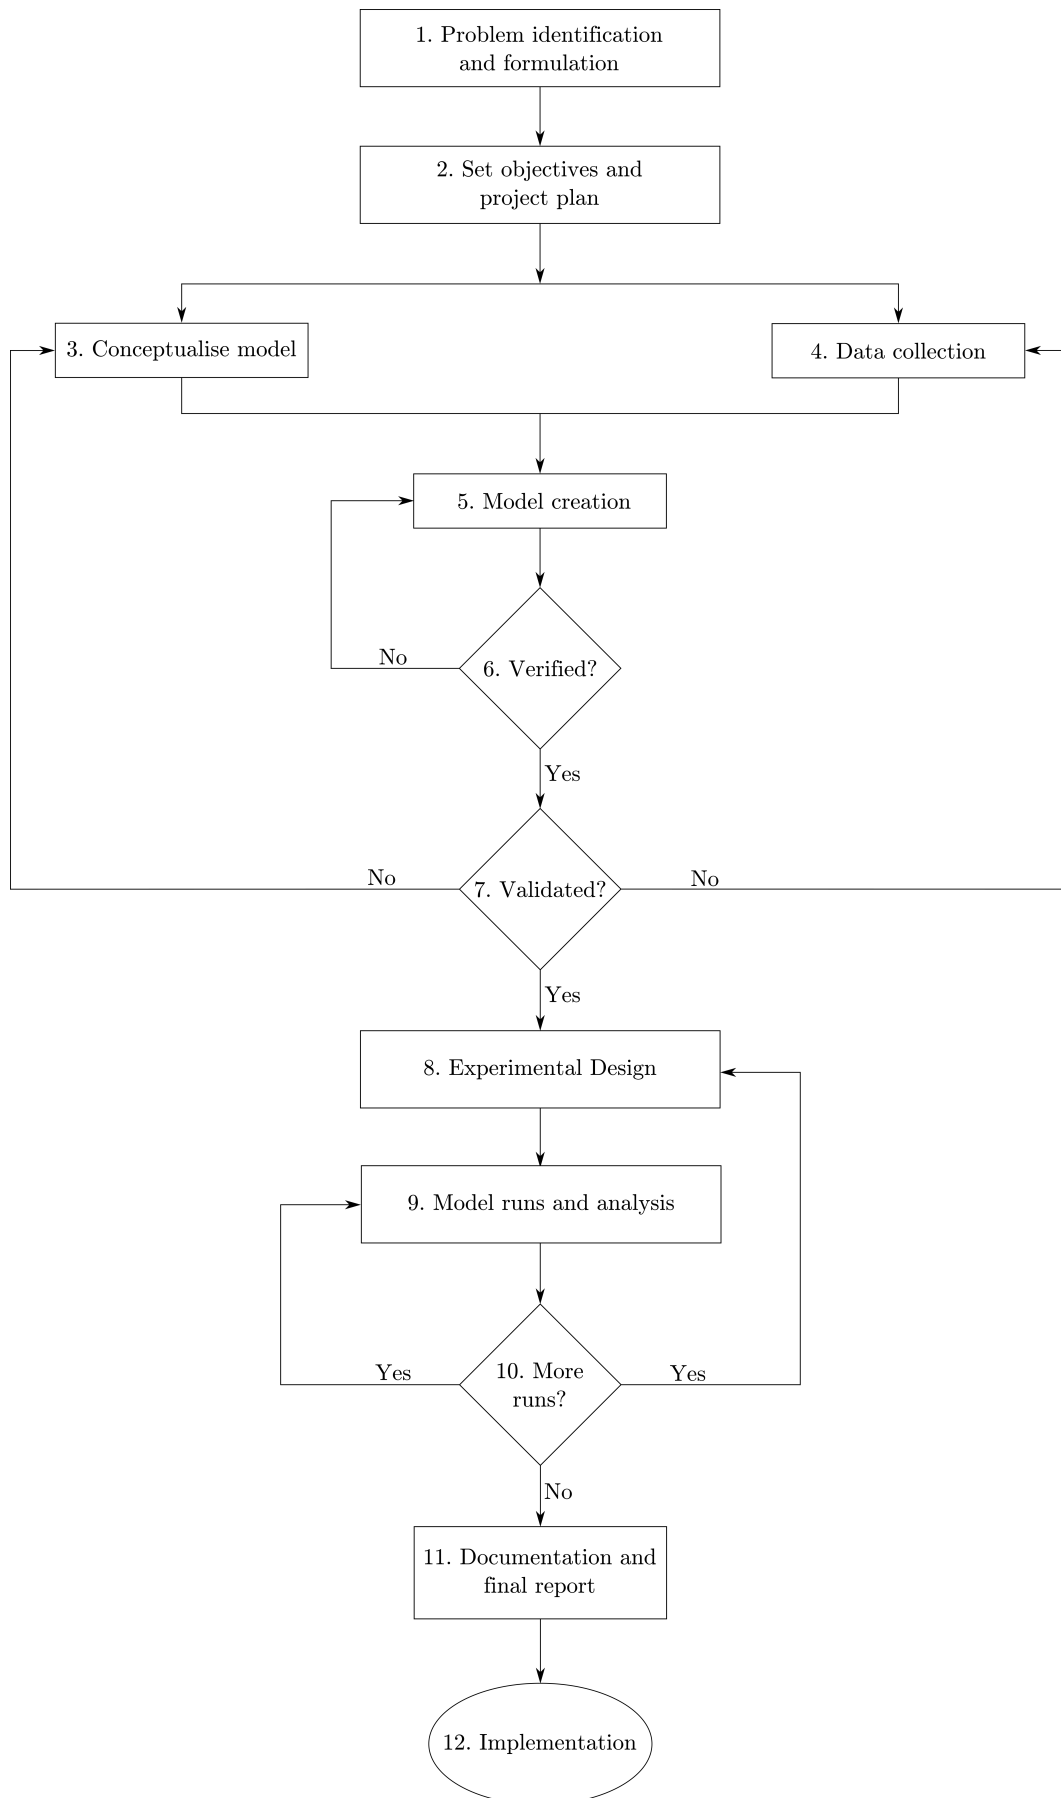 1. Problem identification
and formulation
2. Set objectives and
project plan
3. Conceptualise model
4. Data collection
5. Model creation
No
6. Verified?
Yes
No
7. Validated?
No
Yes
8. Experimental Design
9. Model runs and analysis
Yes
10. More
runs?
Yes
No
11. Documentation and
final report
12. Implementation